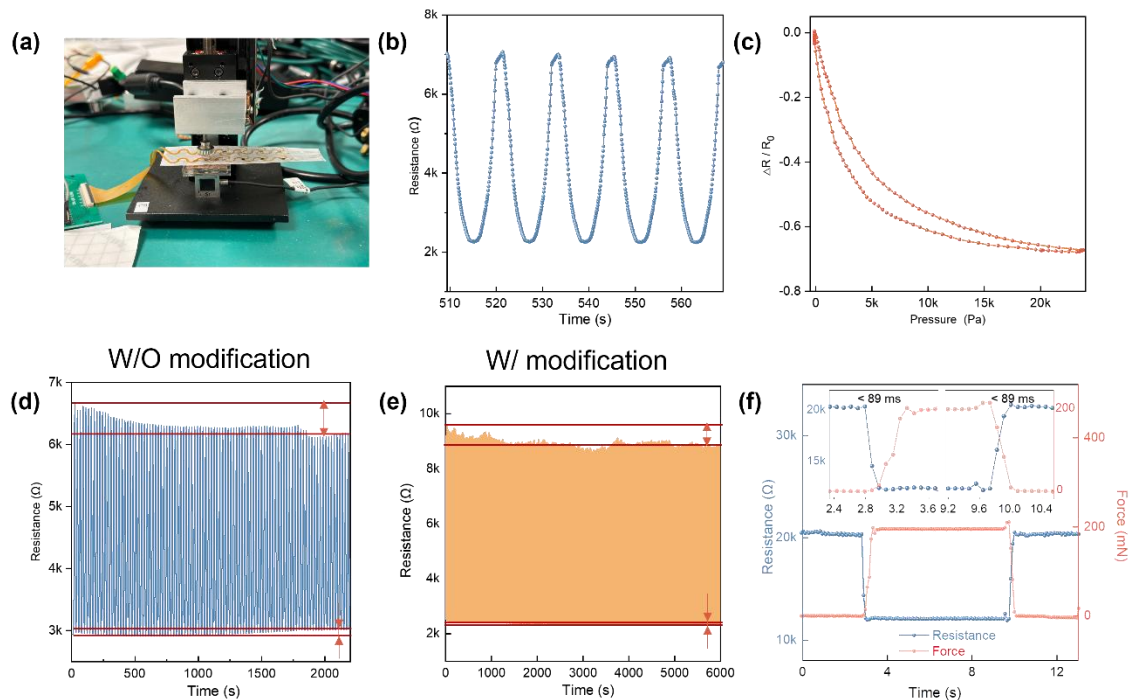 (a)
(b)
8k
6k
4k
2k
Resistance (Ω)
510 520 530 540 550 560
Time (s)
(c)
0.0
-0.2
-0.4
-0.6
-0.8
ΔR / R0
0 5k 10k 15k 20k
Pressure (Pa)
W/O modification
(d)
7k
6k
5k
4k
3k
Resistance (Ω)
0 500 1000 1500 2000
Time (s)
W/ modification
(e)
10k
8k
6k
4k
2k
Resistance (Ω)
0 1000 2000 3000 4000 5000 6000
Time (s)
(f)
< 89 ms
< 89 ms
20k
12k
200
0
2.4 2.8 3.2 3.6 9.2 9.6 10.0 10.4
30k
20k
10k
Resistance (Ω)
400
200
0
Force (mN)
Resistance
Force
0 4 8 12
Time (s)